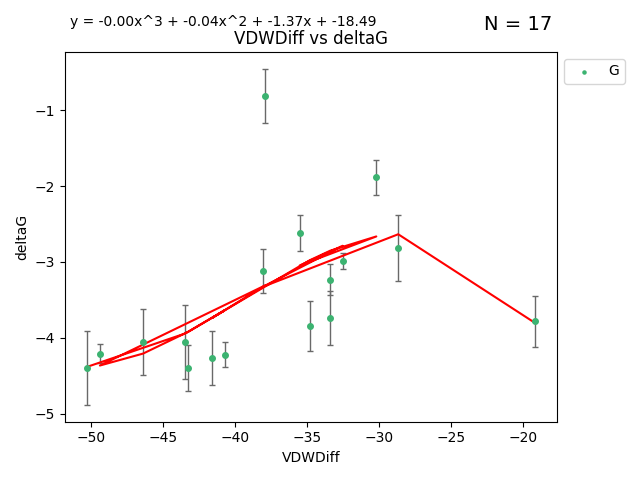 y = -0.00x^3 + -0.04x^2 + -1.37x + -18.49
N = 17
VDWDiff vs deltaG
G
deltaG
−1
−2
−3
−4
−5
−50
−45
−40
−35
−30
−25
−20
VDWDiff